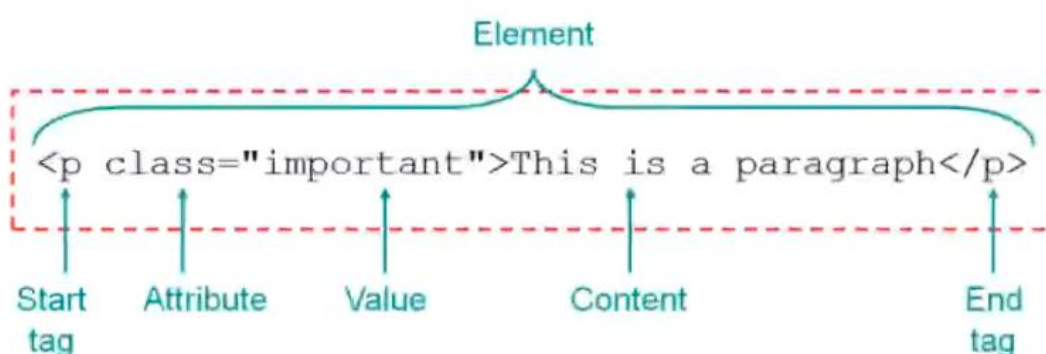 Element
<p class="important">This is a paragraph</p>
Start tag
Attribute
Value
Content
End tag